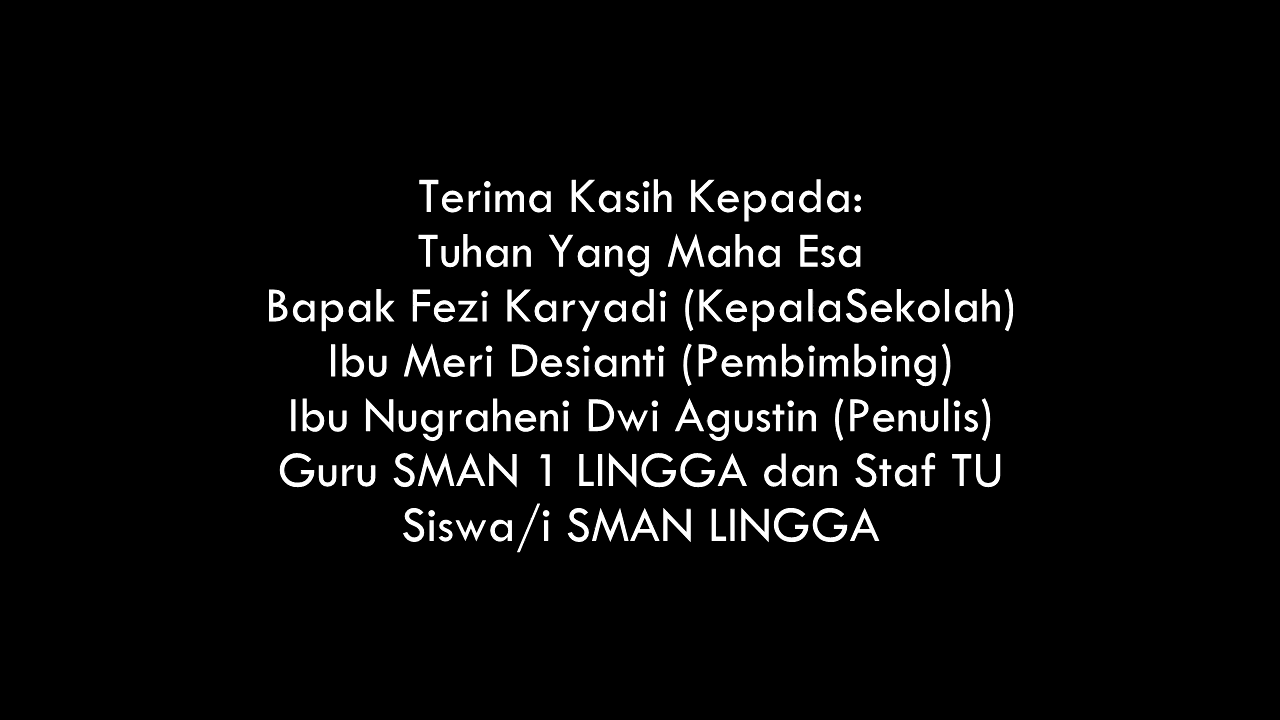 Terima Kasih Kepada:
Tuhan Yang Maha Esa
Bapak Fezi Karyadi (KepalaSekolah)
Ibu Meri Desianti (Pembimbing)
Ibu Nugraheni Dwi Agustin (Penulis)
Guru SMAN 1 LINGGA dan Staf TU
Siswa/i SMAN LINGGA